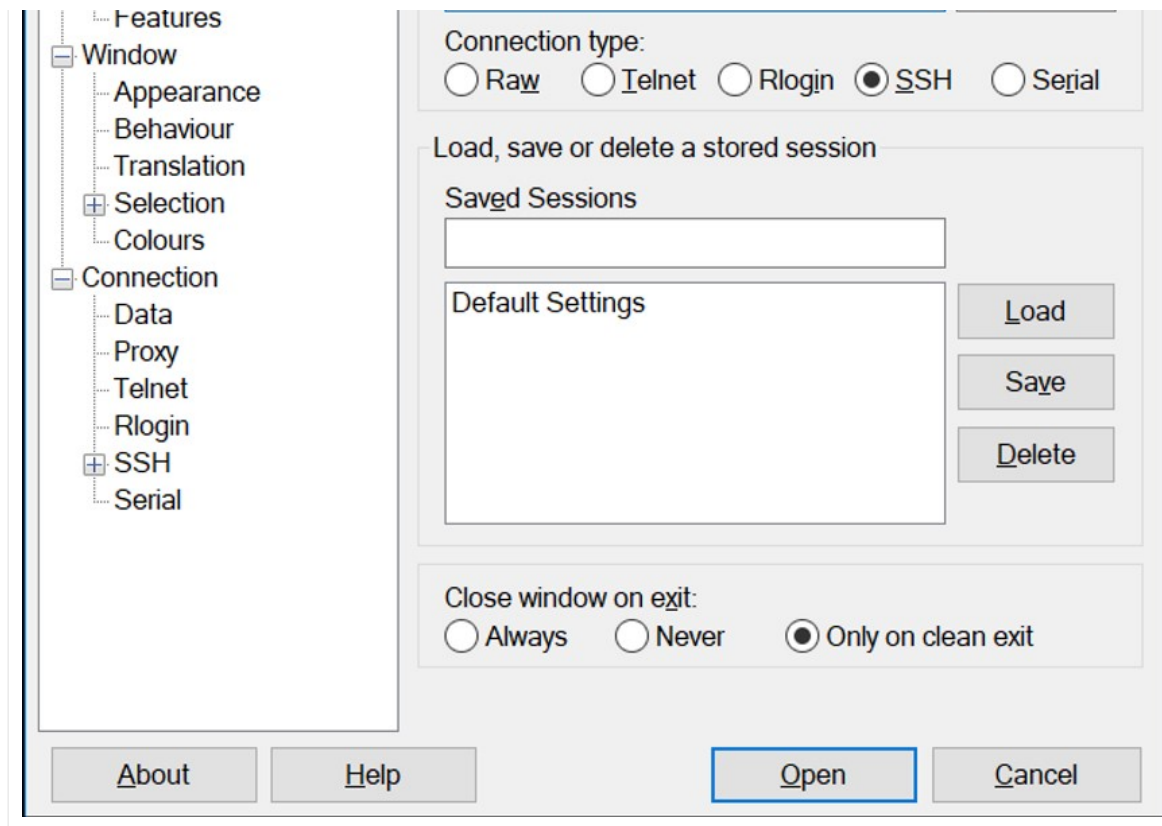 Features
Window
Appearance
Behaviour
Translation
Selection
Colours
Connection
Data
Proxy
Telnet
Rlogin
SSH
Serial
Connection type:
Raw Telnet Rlogin SSH Serial
Load, save or delete a stored session
Saved Sessions
Default Settings
Load
Save
Delete
Close window on exit:
Always Never Only on clean exit
About Help Open Cancel